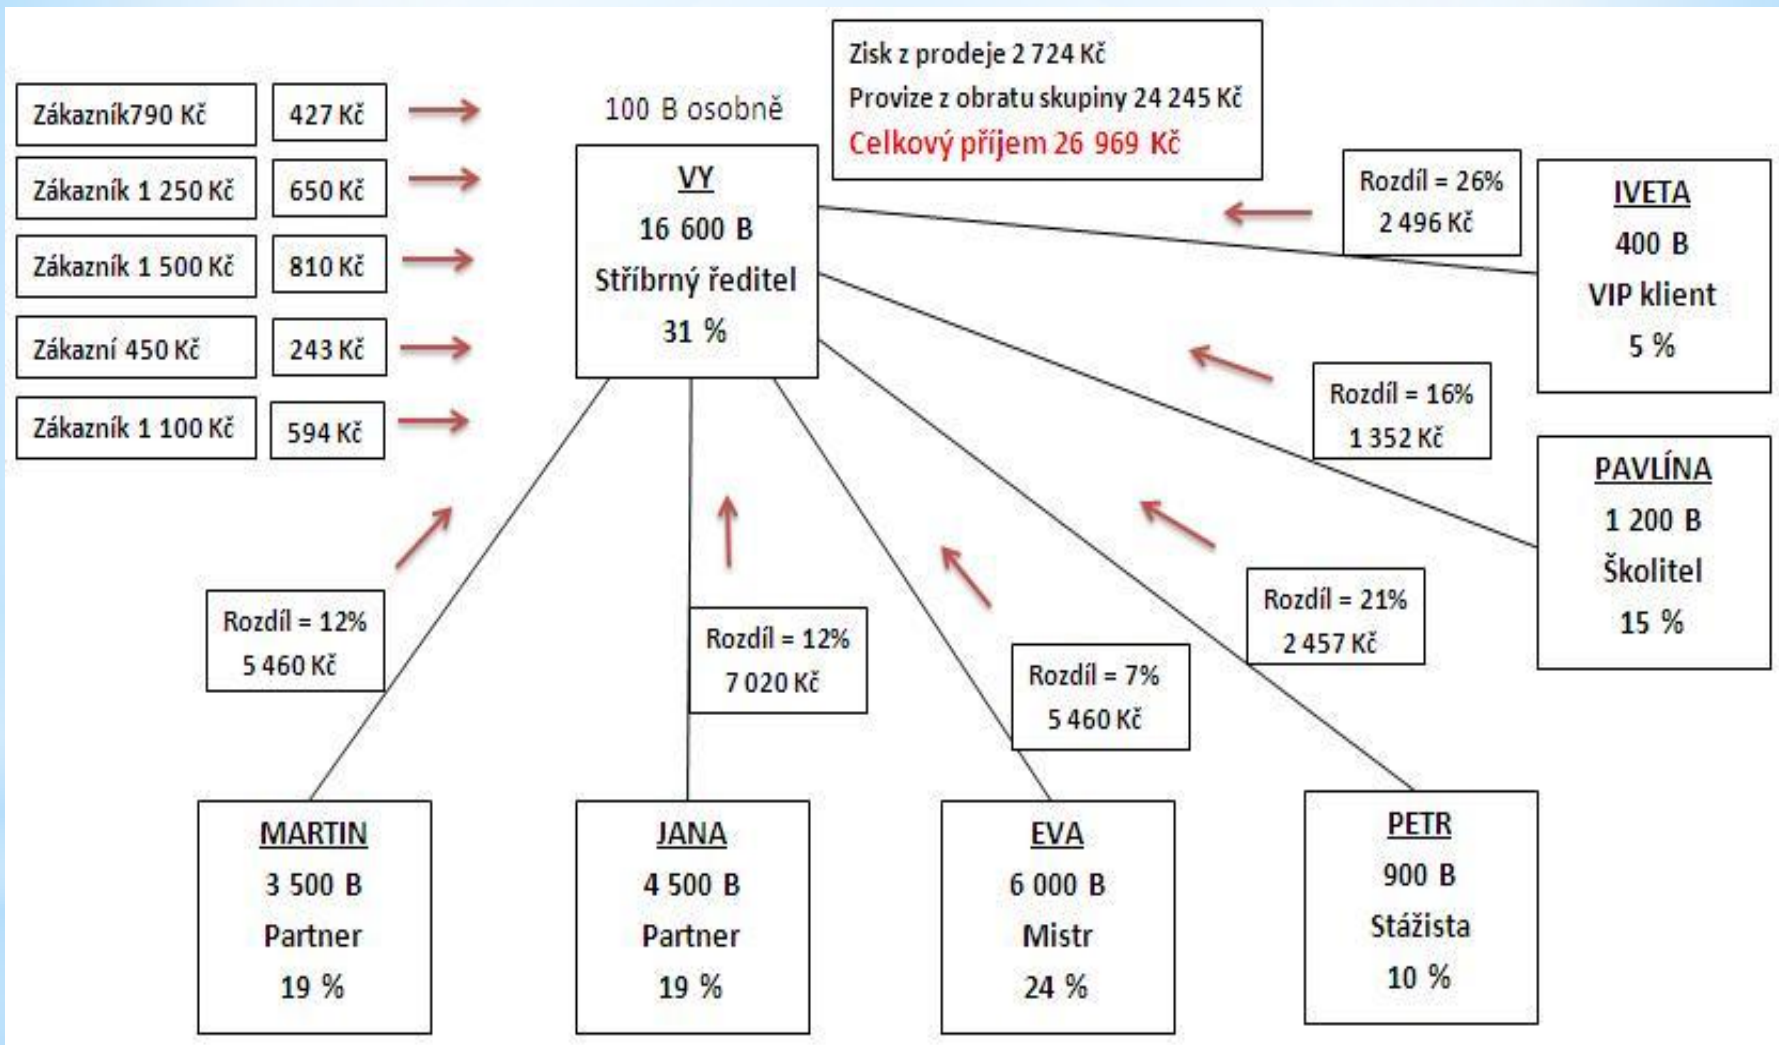 Zisk z prodeje 2 724 Kč
Provize z obratu skupiny 24 245 Kč
Celkový příjem 26 969 Kč
Zákazník790 Kč
427 Kč
Zákazník 1 250 Kč
650 Kč
Zákazník 1 500 Kč
810 Kč
Zákazní 450 Kč
243 Kč
Zákazník 1 100 Kč
594 Kč
100 B osobně
VY
16 600 B
Stříbrný ředitel
31 %
Rozdíl = 26%
2 496 Kč
IVETA
400 B
VIP klient
5 %
Rozdíl = 16%
1 352 Kč
PAVLÍNA
1 200 B
Školitel
15 %
Rozdíl = 12%
5 460 Kč
Rozdíl = 12%
7 020 Kč
Rozdíl = 7%
5 460 Kč
Rozdíl = 21%
2 457 Kč
MARTIN
3 500 B
Partner
19 %
JANA
4 500 B
Partner
19 %
EVA
6 000 B
Mistr
24 %
PETR
900 B
Stážista
10 %